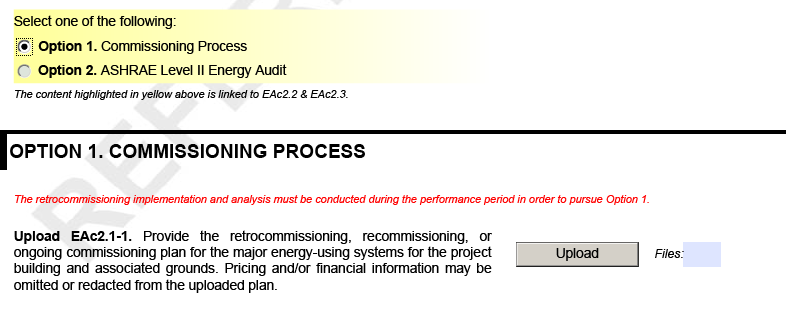 Select one of the following:
Option 1. Commissioning Process
Option 2. ASHRAE Level II Energy Audit
The content highlighted in yellow above is linked to EAc2.2 & EAc2.3.
OPTION 1. COMMISSIONING PROCESS
The retrocommissioning implementation and analysis must be conducted during the performance period in order to pursue Option 1.
Upload EAc2.1-1. Provide the retrocommissioning, recommissioning, or
ongoing commissioning plan for the major energy-using systems for the project
building and associated grounds. Pricing and/or financial information may be
omitted or redacted from the uploaded plan.
Upload
Files: